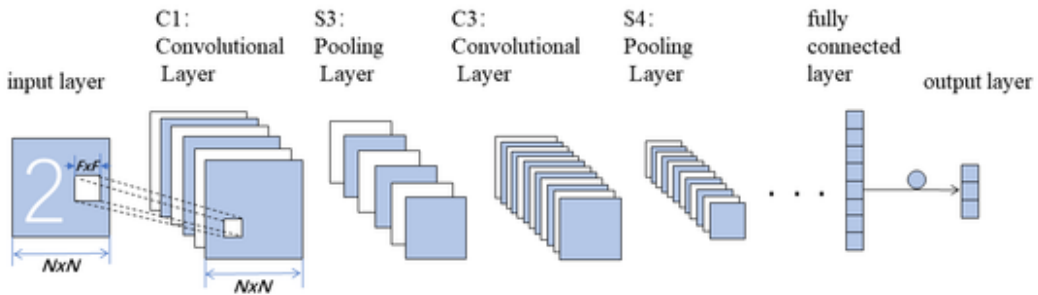 C1:
Convolutional
Layer
S3:
Pooling
Layer
C3:
Convolutional
Layer
S4:
Pooling
Layer
fully
connected
layer
input layer
output layer
2
FxF
NxN
NxN